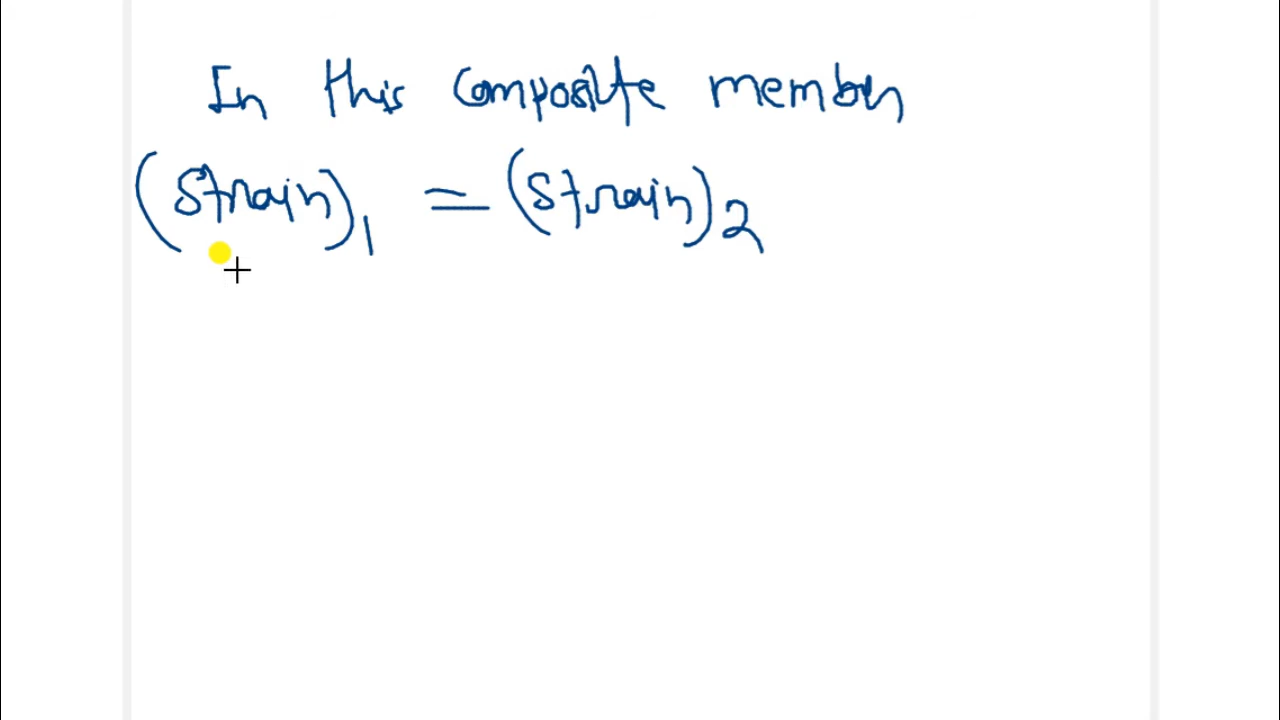 In this composite member
(Strain)₁ = (Strain)₂